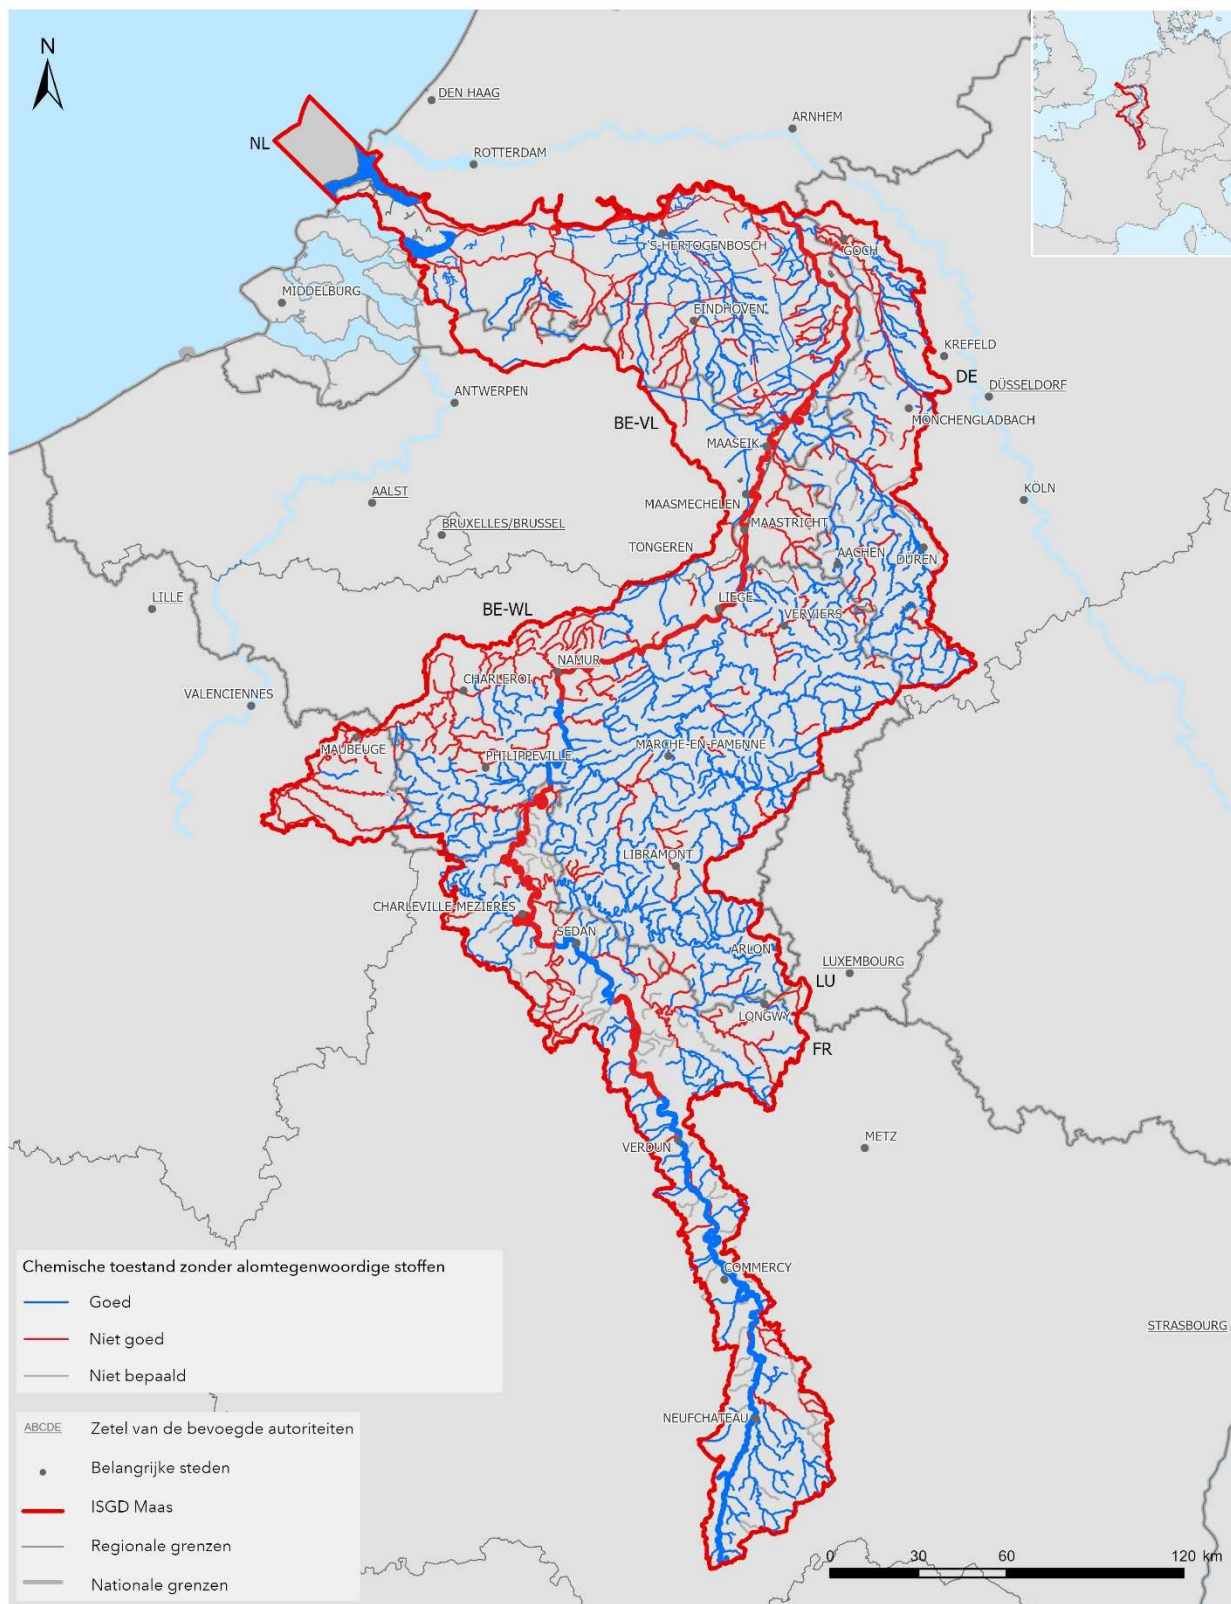 N
DEN HAAG
ARNHEM
NL
ROTTERDAM
'S-HERTOGENBOSCH
GOCH
MIDDELBURG
EINDHOVEN
KREFELD
DE
DÜSSELDORF
ANTWERPEN
MÖNCHENGLADBACH
BE-VL
MAASEIK
AALST
MAASMECHELEN
KÖLN
BRUXELLES/BRUSSEL
MAASTRICHT
TONGEREN
AACHEN
DÜREN
LILLE
BE-WL
LIEGE
VERVIERS
NAMUR
CHARLEROI
VALENCIENNES
MAUBEUGE
MARCHE-EN-FAMENNE
PHILIPPEVILLE
LIBRAMONT
CHARLEVILLE-MEZIERES
SEDAN
ARLON
LUXEMBOURG
LU
LONGWY
FR
VERDUN
METZ
COMMERCY
STRASBOURG
NEUFCHATEAU
Chemische toestand zonder alomtegenwoordige stoffen
Goed
Niet goed
Niet bepaald
ABCDE Zetel van de bevoegde autoriteiten
Belangrijke steden
ISGD Maas
Regionale grenzen
Nationale grenzen
0 30 60 120 km